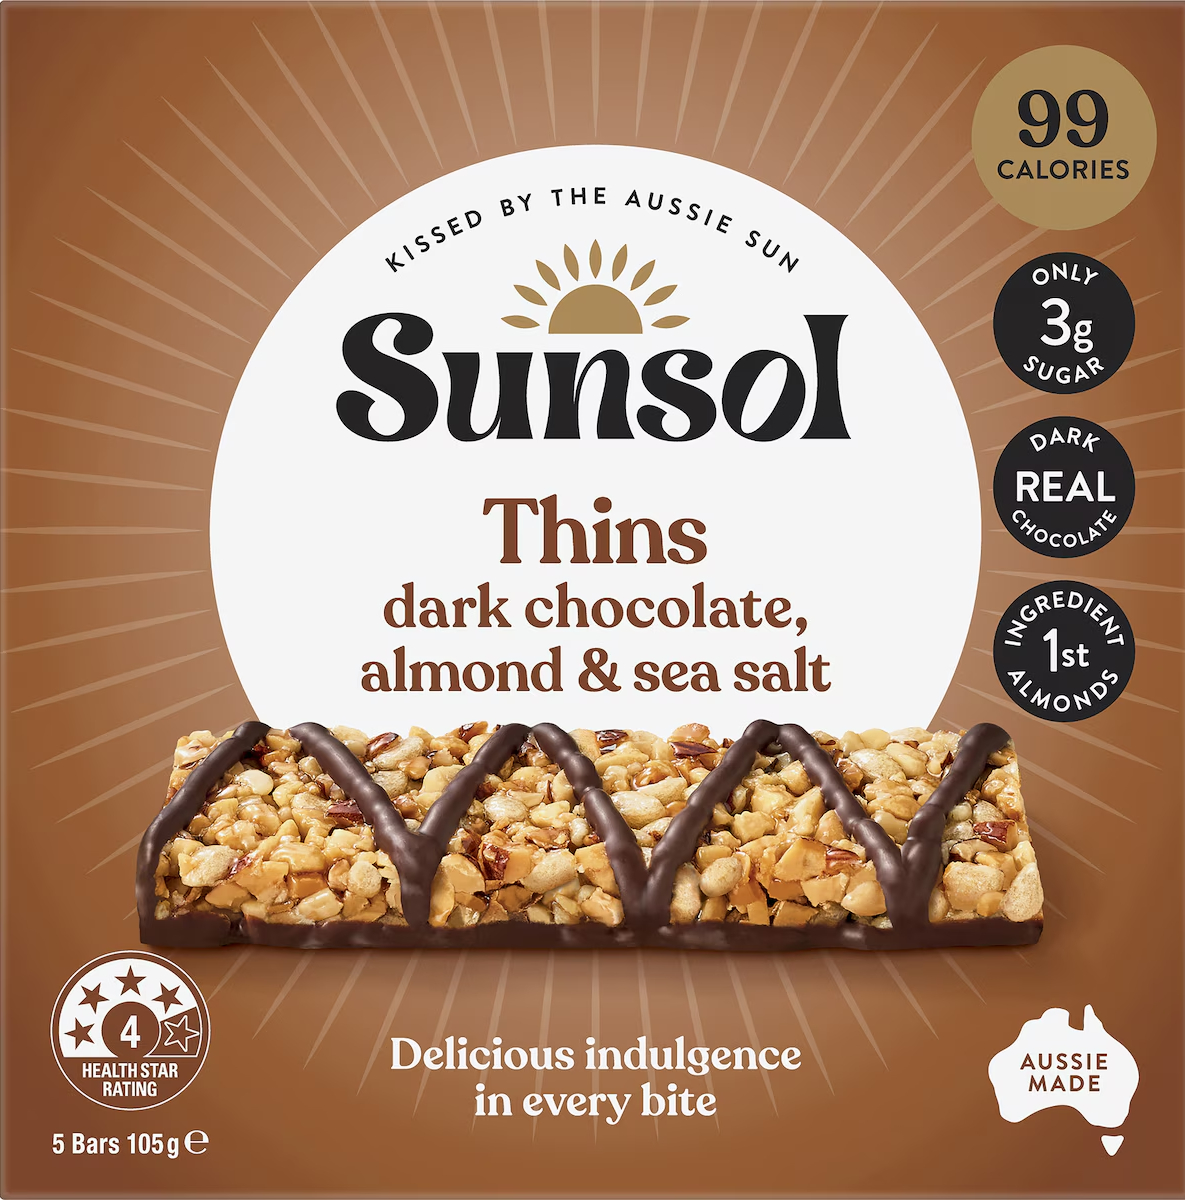 KISSED BY THE AUSSIE SUN
Sunsol
Thins
dark chocolate,
almond & sea salt
99
CALORIES
ONLY
3g
SUGAR
DARK
REAL
CHOCOLATE
INGREDIENT
1st
ALMONDS
4
HEALTH STAR
RATING
5 Bars 105g ℮
Delicious indulgence
in every bite
AUSSIE
MADE